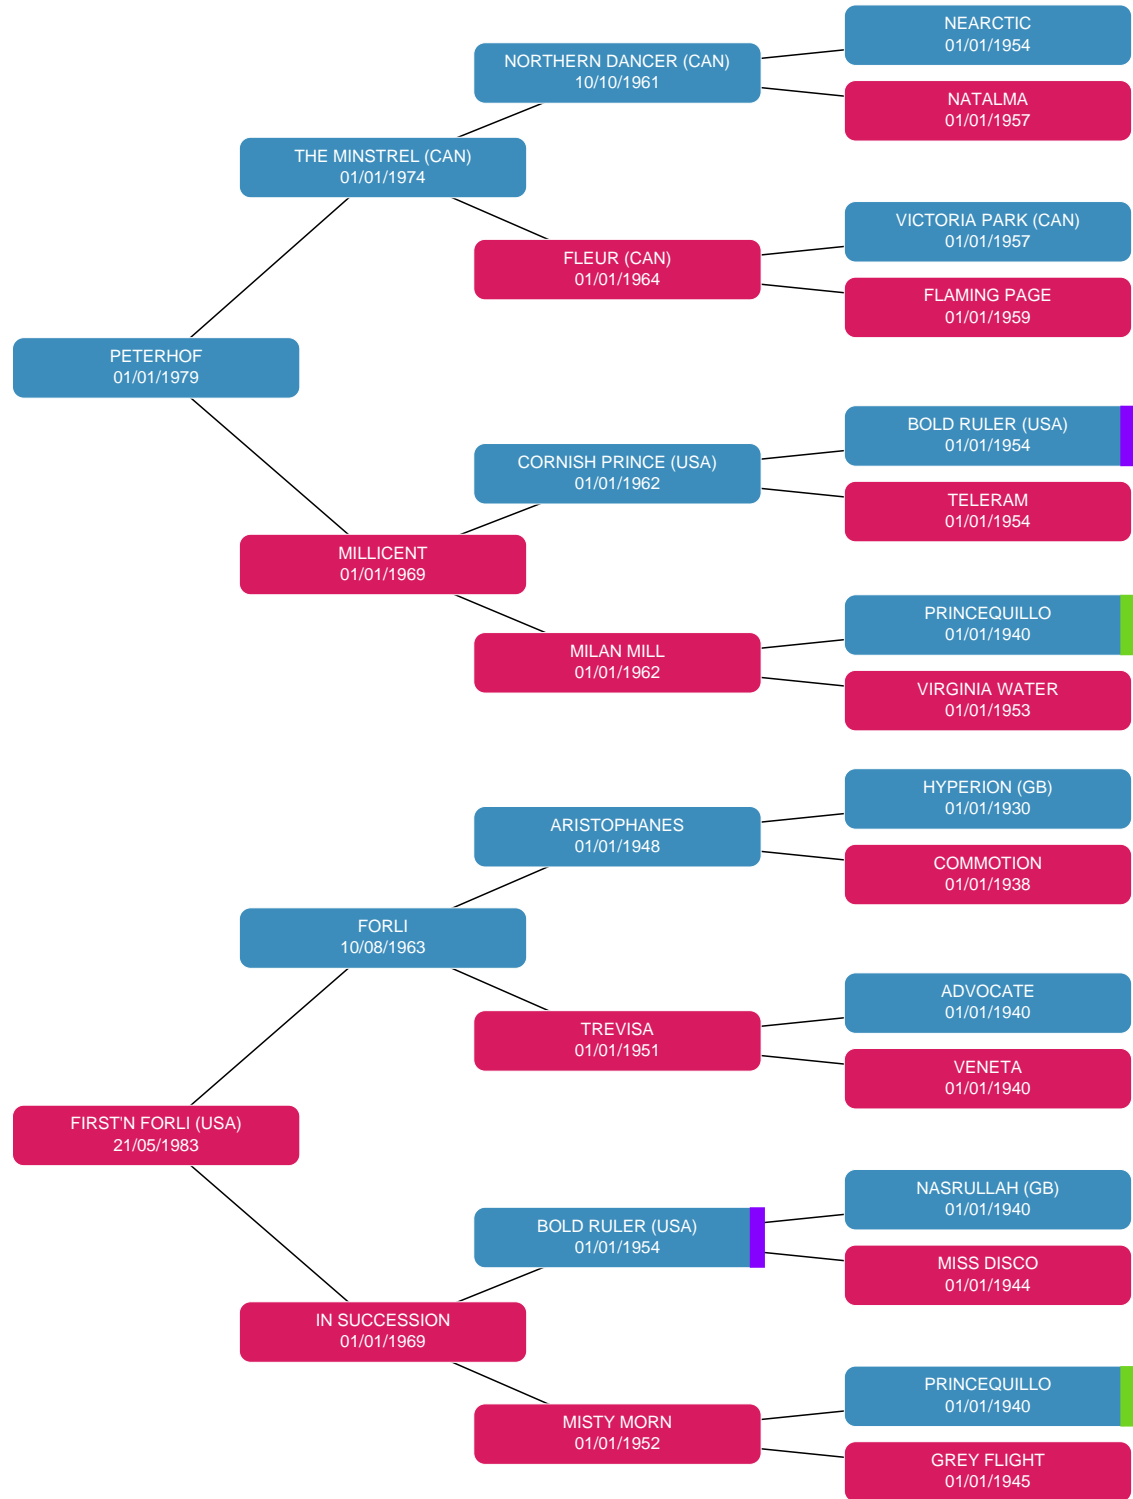 NEARCTIC
01/01/1954
NORTHERN DANCER (CAN)
10/10/1961
NATALMA
01/01/1957
THE MINSTREL (CAN)
01/01/1974
VICTORIA PARK (CAN)
01/01/1957
FLEUR (CAN)
01/01/1964
FLAMING PAGE
01/01/1959
PETERHOF
01/01/1979
BOLD RULER (USA)
01/01/1954
CORNISH PRINCE (USA)
01/01/1962
TELERAM
01/01/1954
MILLICENT
01/01/1969
PRINCEQUILLO
01/01/1940
MILAN MILL
01/01/1962
VIRGINIA WATER
01/01/1953
HYPERION (GB)
01/01/1930
ARISTOPHANES
01/01/1948
COMMOTION
01/01/1938
FORLI
10/08/1963
ADVOCATE
01/01/1940
TREVISA
01/01/1951
VENETA
01/01/1940
FIRST'N FORLI (USA)
21/05/1983
NASRULLAH (GB)
01/01/1940
BOLD RULER (USA)
01/01/1954
MISS DISCO
01/01/1944
IN SUCCESSION
01/01/1969
PRINCEQUILLO
01/01/1940
MISTY MORN
01/01/1952
GREY FLIGHT
01/01/1945